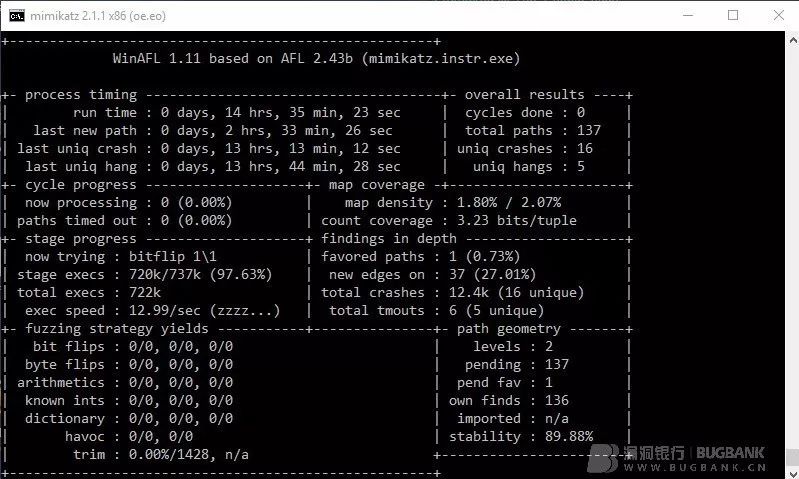 mimikatz 2.1.1 x86 (oe.eo)
WinAFL 1.11 based on AFL 2.43b (mimikatz.instr.exe)
+- process timing -------------------------------------+- overall results ----+
| run time : 0 days, 14 hrs, 35 min, 23 sec | cycles done : 0 |
| last new path : 0 days, 2 hrs, 33 min, 26 sec | total paths : 137 |
| last uniq crash : 0 days, 13 hrs, 13 min, 12 sec | uniq crashes : 16 |
| last uniq hang : 0 days, 13 hrs, 44 min, 28 sec | uniq hangs : 5 |
+- cycle progress --------------------+- map coverage -+----------------------+
| now processing : 0 (0.00%) | map density : 1.80% / 2.07% |
| paths timed out : 0 (0.00%) | count coverage : 3.23 bits/tuple |
+- stage progress --------------------+ findings in depth --------------------+
| now trying : bitflip 1\1 | favored paths : 1 (0.73%) |
| stage execs : 720k/737k (97.63%) | new edges on : 37 (27.01%) |
| total execs : 722k | total crashes : 12.4k (16 unique) |
| exec speed : 12.99/sec (zzzz...) | total tmouts : 6 (5 unique) |
+- fuzzing strategy yields -----------+---------------+- path geometry -------+
| bit flips : 0/0, 0/0, 0/0 | levels : 2 |
| byte flips : 0/0, 0/0, 0/0 | pending : 137 |
| arithmetics : 0/0, 0/0, 0/0 | pend fav : 1 |
| known ints : 0/0, 0/0, 0/0 | own finds : 136 |
| dictionary : 0/0, 0/0, 0/0 | imported : n/a |
| havoc : 0/0, 0/0 | stability : 89.88% |
| trim : 0.00%/1428, n/a +-----------------------+
漏洞银行 | BUGBANK
WWW.BUGBANK.CN